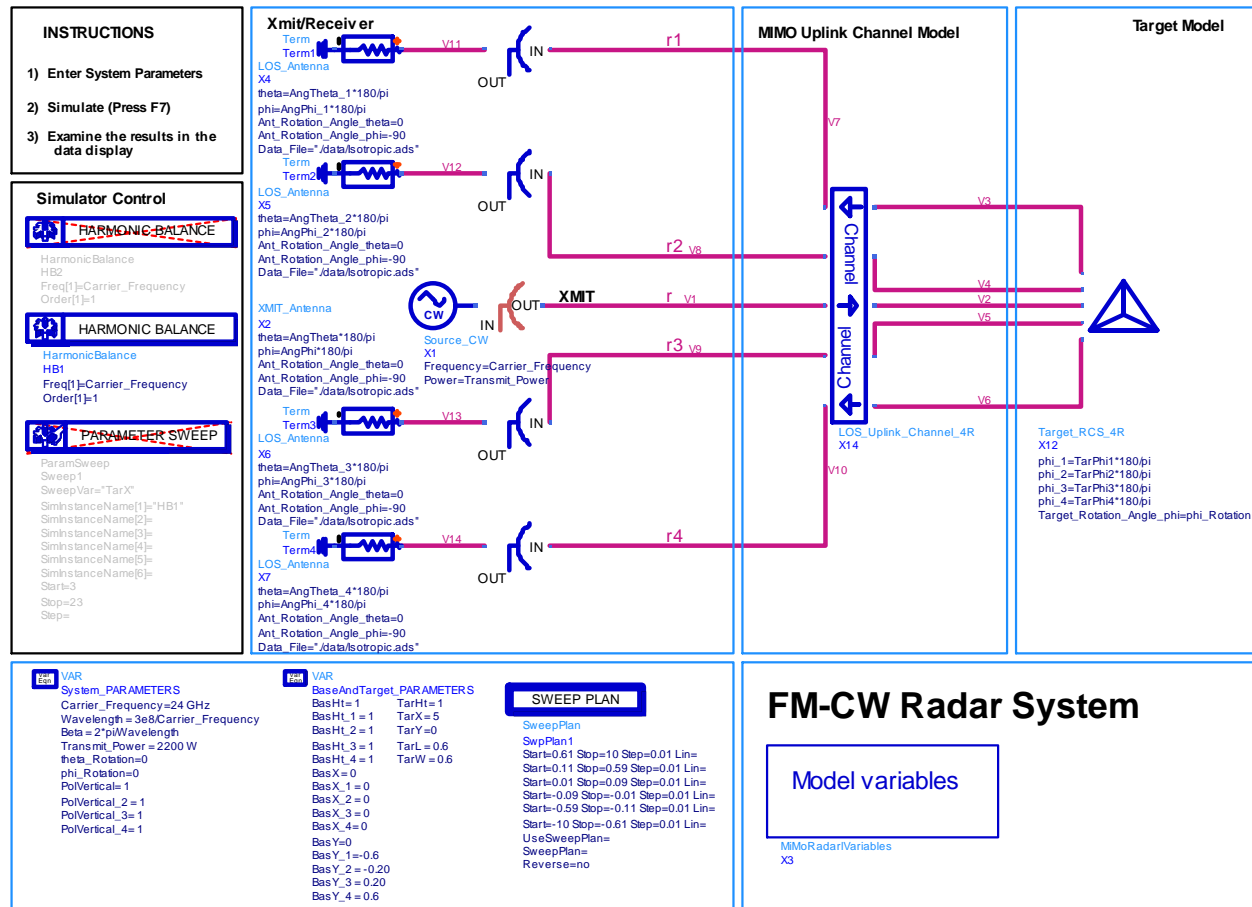 INSTRUCTIONS
1) Enter System Parameters
2) Simulate (Press F7)
3) Examine the results in the
data display
Simulator Control
HARMONIC BALANCE
HarmonicBalance
HB2
Freq[1]=Carrier_Frequency
Order[1]=1
HARMONIC BALANCE
HarmonicBalance
HB1
Freq[1]=Carrier_Frequency
Order[1]=1
PARAMETER SWEEP
ParamSweep
Sweep1
SweepVar="TarX"
SimInstanceName[1]="HB1"
SimInstanceName[2]=
SimInstanceName[3]=
SimInstanceName[4]=
SimInstanceName[5]=
SimInstanceName[6]=
Start=3
Stop=23
Step=
Xmit/Receiver
Term
Term1
V11
IN
OUT
r1
LOS_Antenna
X4
theta=AngTheta_1*180/pi
phi=AngPhi_1*180/pi
Ant_Rotation_Angle_theta=0
Ant_Rotation_Angle_phi=-90
Data_File="./data/Isotropic.ads"
Term
Term2
V12
IN
OUT
r2 V8
LOS_Antenna
X5
theta=AngTheta_2*180/pi
phi=AngPhi_2*180/pi
Ant_Rotation_Angle_theta=0
Ant_Rotation_Angle_phi=-90
Data_File="./data/Isotropic.ads"
XMIT_Antenna
X2
theta=AngTheta*180/pi
phi=AngPhi*180/pi
Ant_Rotation_Angle_theta=0
Ant_Rotation_Angle_phi=-90
Data_File="./data/Isotropic.ads"
CW
IN
OUT
XMIT
r V1
Source_CW
X1
Frequency=Carrier_Frequency
Power=Transmit_Power
r3 V9
Term
Term3
V13
IN
OUT
LOS_Antenna
X6
theta=AngTheta_3*180/pi
phi=AngPhi_3*180/pi
Ant_Rotation_Angle_theta=0
Ant_Rotation_Angle_phi=-90
Data_File="./data/Isotropic.ads"
Term
Term4
V14
IN
OUT
r4
LOS_Antenna
X7
theta=AngTheta_4*180/pi
phi=AngPhi_4*180/pi
Ant_Rotation_Angle_theta=0
Ant_Rotation_Angle_phi=-90
Data_File="./data/Isotropic.ads"
MIMO Uplink Channel Model
V7
Channel
Channel
V3
V4
V2
V5
V6
LOS_Uplink_Channel_4R
X14
V10
Target Model
Target_RCS_4R
X12
phi_1=TarPhi1*180/pi
phi_2=TarPhi2*180/pi
phi_3=TarPhi3*180/pi
phi_4=TarPhi4*180/pi
Target_Rotation_Angle_phi=phi_Rotation
Var
Eqn
VAR
System_PARAMETERS
Carrier_Frequency=24 GHz
Wavelength = 3e8/Carrier_Frequency
Beta = 2*pi/Wavelength
Transmit_Power = 2200 W
theta_Rotation=0
phi_Rotation=0
PolVertical= 1
PolVertical_2 = 1
PolVertical_3= 1
PolVertical_4= 1
Var
Eqn
VAR
BaseAndTarget_PARAMETERS
BasHt= 1 TarHt= 1
BasHt_1 = 1 TarX= 5
BasHt_2 = 1 TarY=0
BasHt_3 = 1 TarL = 0.6
BasHt_4 = 1 TarW = 0.6
BasX = 0
BasX_1 = 0
BasX_2 = 0
BasX_3 = 0
BasX_4= 0
BasY=0
BasY_1=-0.6
BasY_2 = -0.20
BasY_3 = 0.20
BasY_4 = 0.6
SWEEP PLAN
SweepPlan
SwpPlan1
Start=0.61 Stop=10 Step=0.01 Lin=
Start=0.11 Stop=0.59 Step=0.01 Lin=
Start=0.01 Stop=0.09 Step=0.01 Lin=
Start=-0.09 Stop=-0.01 Step=0.01 Lin=
Start=-0.59 Stop=-0.11 Step=0.01 Lin=
Start=-10 Stop=-0.61 Step=0.01 Lin=
UseSweepPlan=
SweepPlan=
Reverse=no
FM-CW Radar System
Model variables
MiMoRadarlVariables
X3